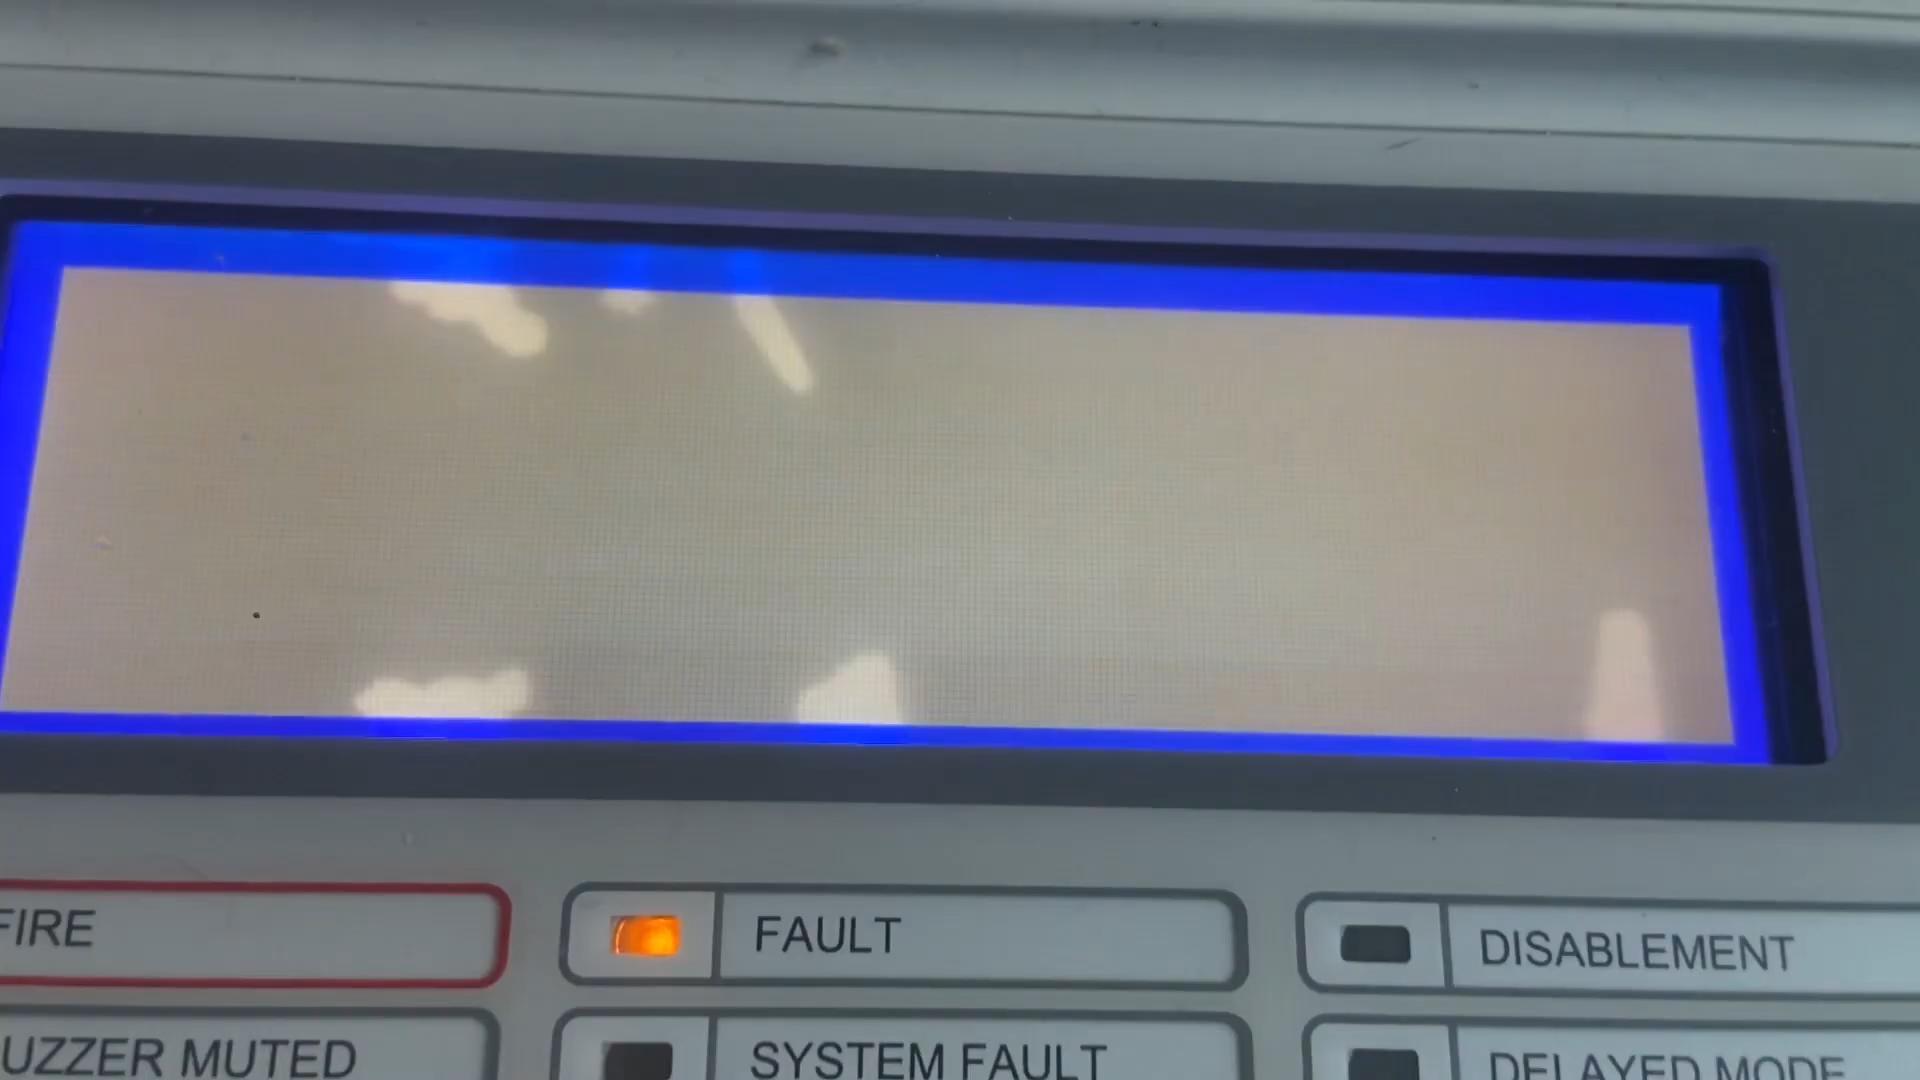 FIRE
FAULT
DISABLEMENT
UZZER MUTED
SYSTEM FAULT
DELAYED MODE